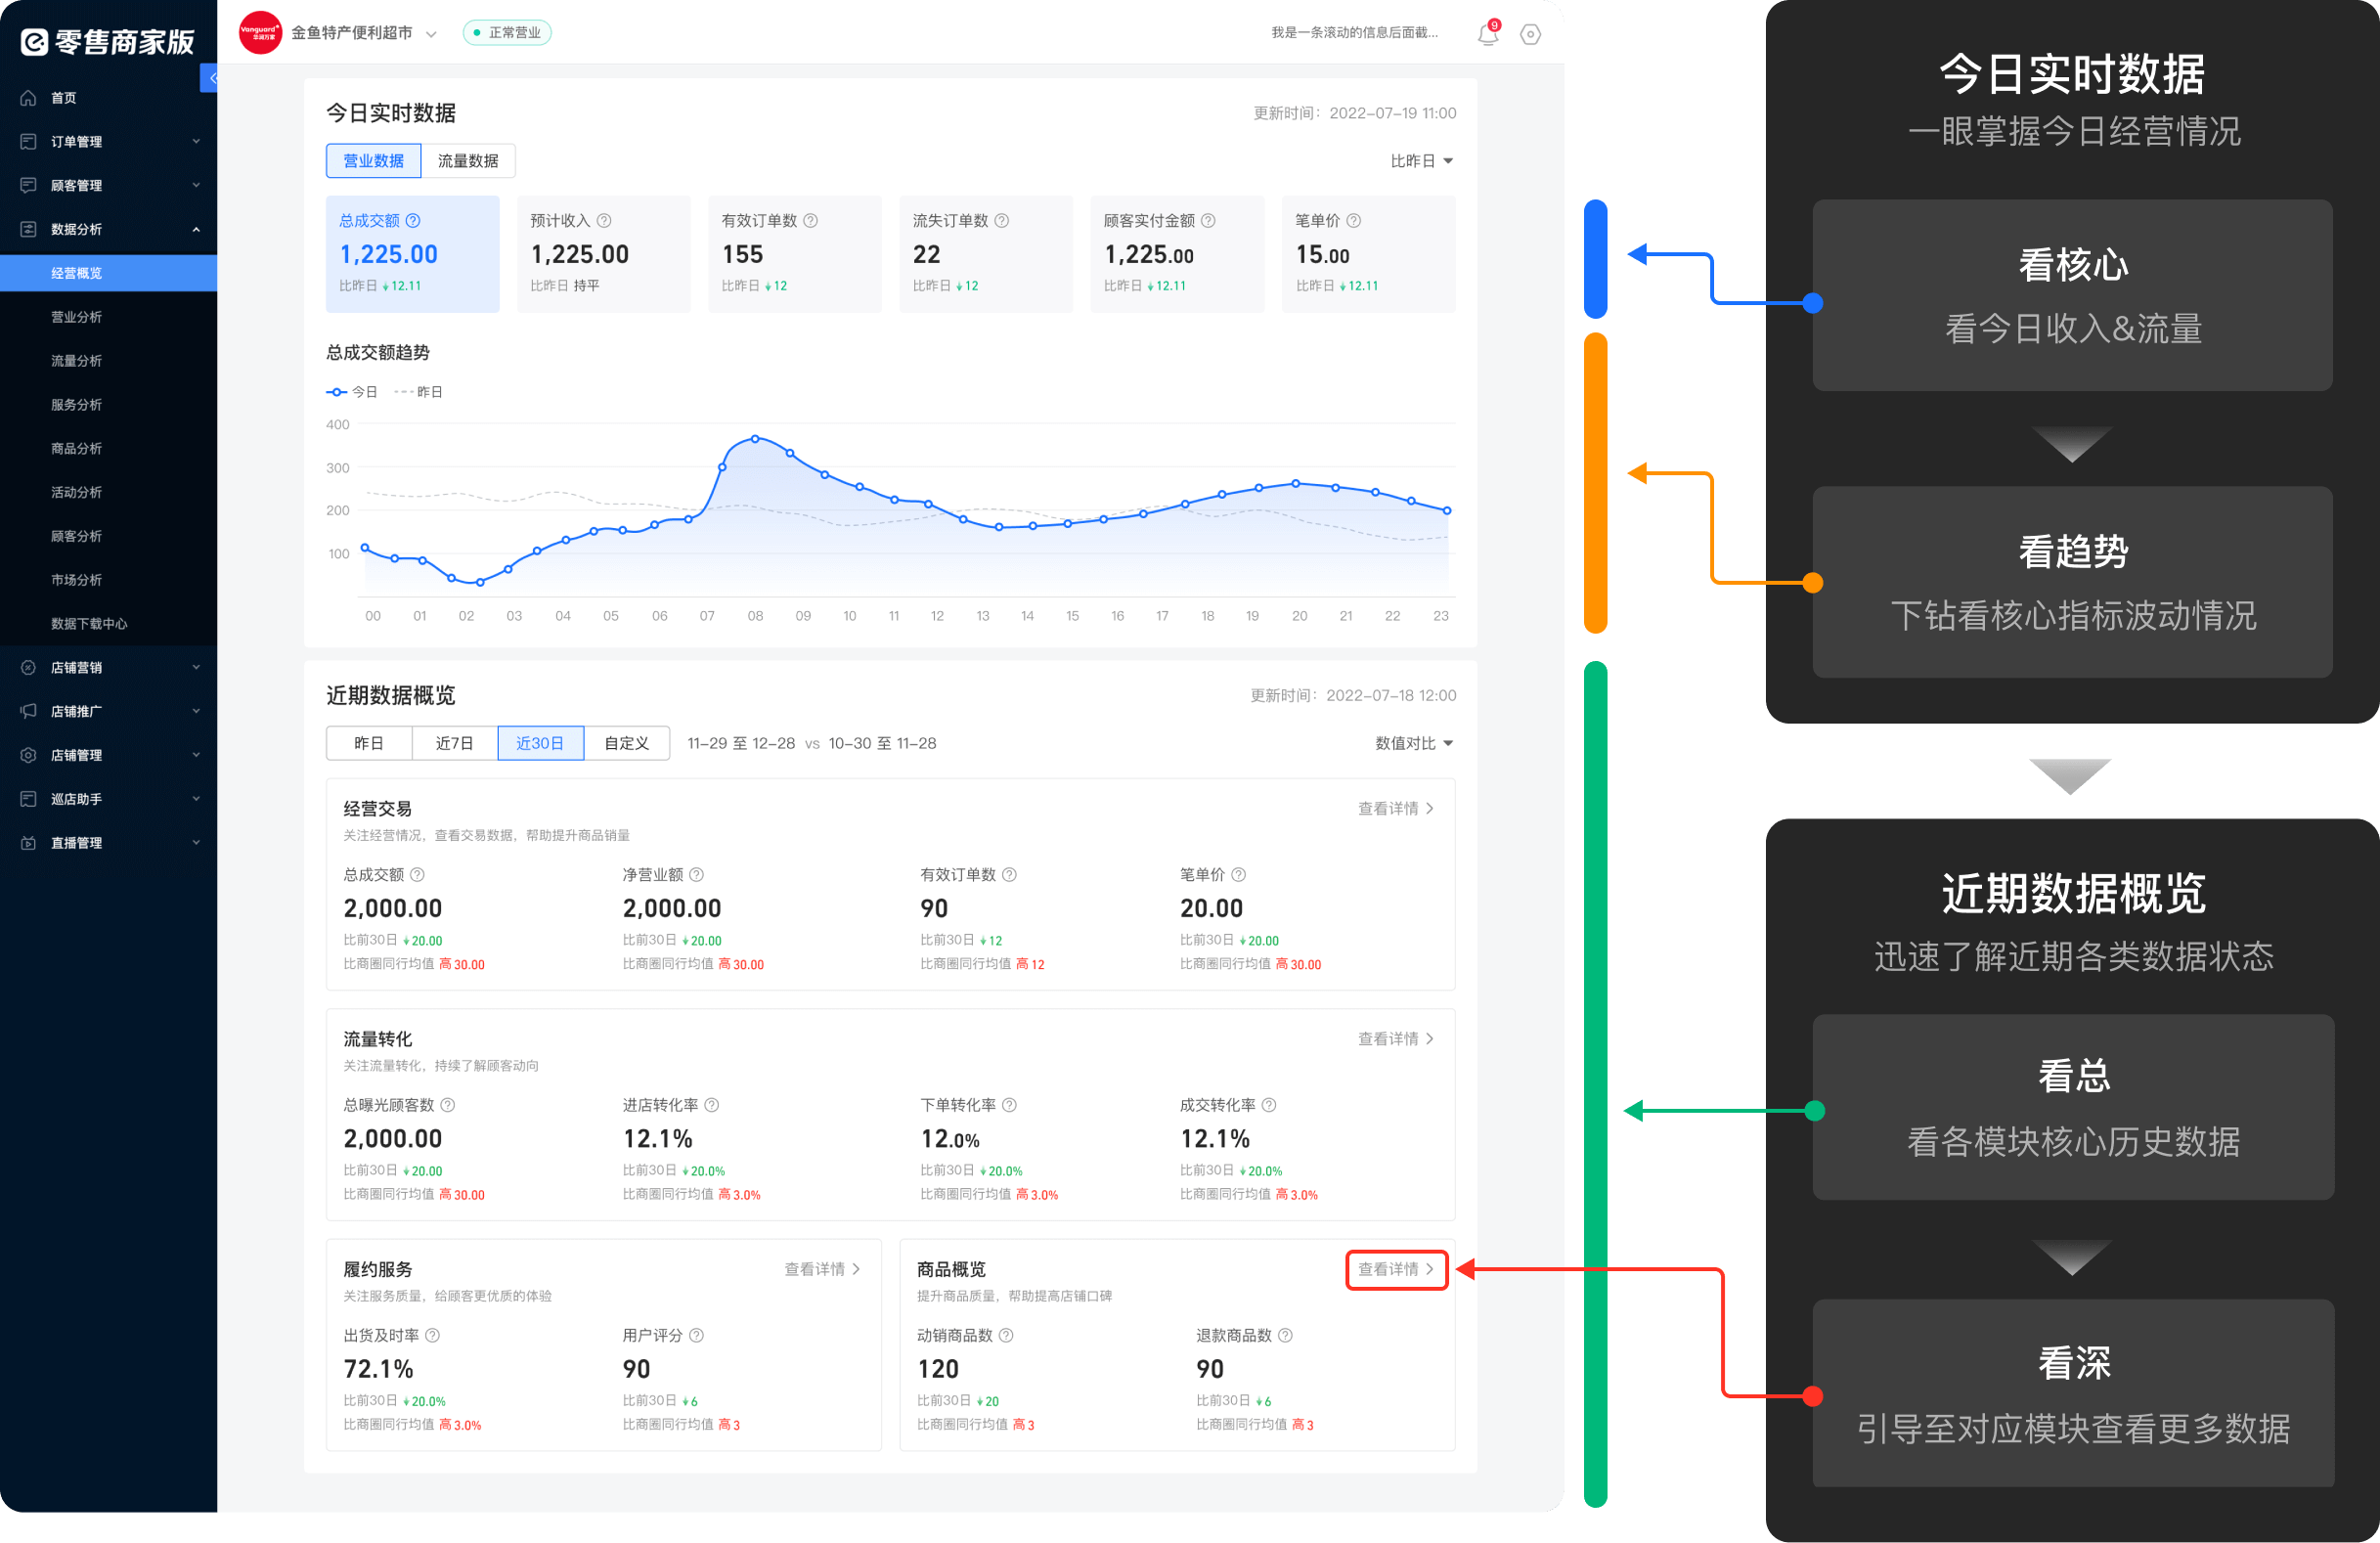 零售商家版
首页
订单管理
顾客管理
数据分析
经营概览
营业分析
流量分析
服务分析
商品分析
活动分析
顾客分析
市场分析
数据下载中心
店铺营销
店铺推广
店铺管理
巡店助手
直播管理
Vanguard
华润万家
金鱼特产便利超市
正常营业
我是一条滚动的信息后面截...
9
今日实时数据
更新时间：2022-07-19 11:00
营业数据 流量数据
比昨日
总成交额 预计收入 有效订单数 流失订单数 顾客实付金额 笔单价
1,225.00 1,225.00 155 22 1,225.00 15.00
比昨日 12.11 比昨日 持平 比昨日 12 比昨日 12 比昨日 12.11 比昨日 12.11
总成交额趋势
今日 昨日
400
300
200
100
00 01 02 03 04 05 06 07 08 09 10 11 12 13 14 15 16 17 18 19 20 21 22 23
近期数据概览
更新时间：2022-07-18 12:00
昨日 近7日 近30日 自定义 11-29 至 12-28 vs 10-30 至 11-28
数值对比
经营交易
查看详情
关注经营情况，查看交易数据，帮助提升商品销量
总成交额 净营业额 有效订单数 笔单价
2,000.00 2,000.00 90 20.00
比前30日 20.00 比前30日 20.00 比前30日 12 比前30日 20.00
比商圈同行均值 高30.00 比商圈同行均值 高30.00 比商圈同行均值 高12 比商圈同行均值 高30.00
流量转化
查看详情
关注流量转化，持续了解顾客动向
总曝光顾客数 进店转化率 下单转化率 成交转化率
2,000.00 12.1% 12.0% 12.1%
比前30日 20.00 比前30日 20.0% 比前30日 20.0% 比前30日 20.0%
比商圈同行均值 高30.00 比商圈同行均值 高3.0% 比商圈同行均值 高3.0% 比商圈同行均值 高3.0%
履约服务
查看详情
关注服务质量，给顾客更优质的体验
出货及时率 用户评分
72.1% 90
比前30日 20.0% 比前30日 6
比商圈同行均值 高3.0% 比商圈同行均值 高3
商品概览
查看详情
提升商品质量，帮助提高店铺口碑
动销商品数 退款商品数
120 90
比前30日 20 比前30日 6
比商圈同行均值 高3 比商圈同行均值 高3
今日实时数据
一眼掌握今日经营情况
看核心
看今日收入&流量
看趋势
下钻看核心指标波动情况
近期数据概览
迅速了解近期各类数据状态
看总
看各模块核心历史数据
看深
引导至对应模块查看更多数据